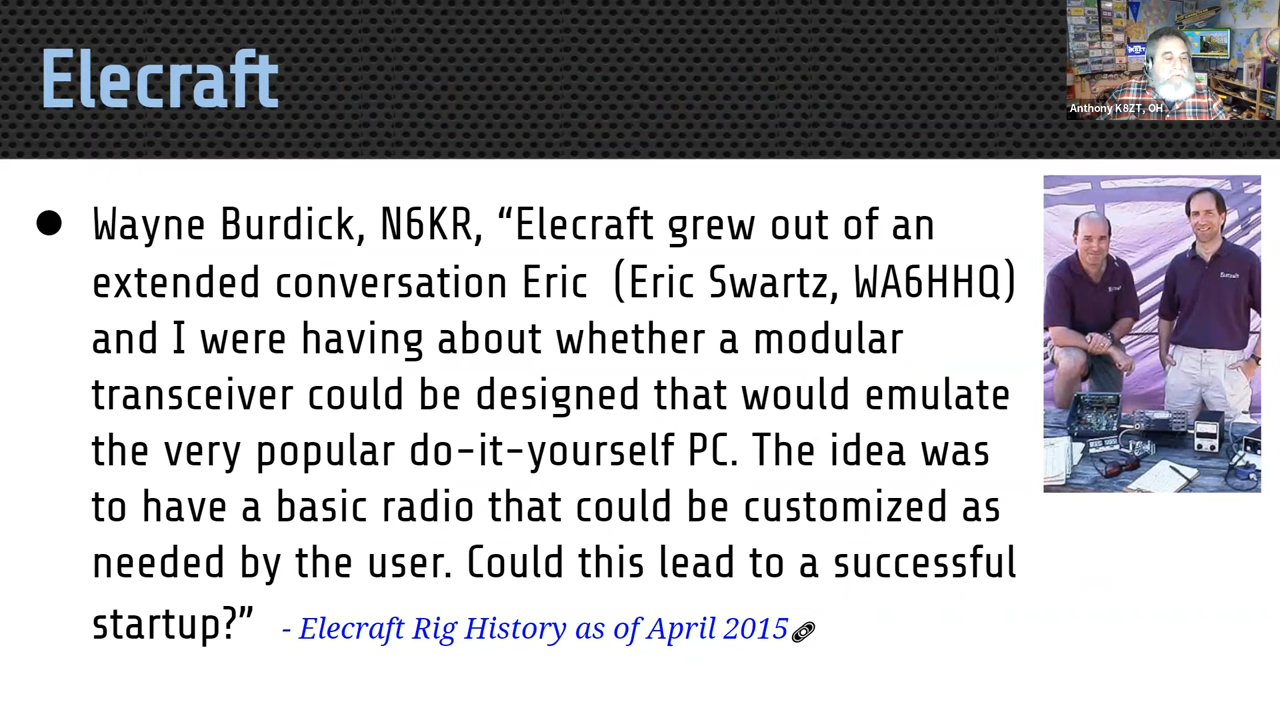 Elecraft
Anthony K8ZT, OH
● Wayne Burdick, N6KR, “Elecraft grew out of an
extended conversation Eric (Eric Swartz, WA6HHQ)
and I were having about whether a modular
transceiver could be designed that would emulate
the very popular do-it-yourself PC. The idea was
to have a basic radio that could be customized as
needed by the user. Could this lead to a successful
startup?” - Elecraft Rig History as of April 2015